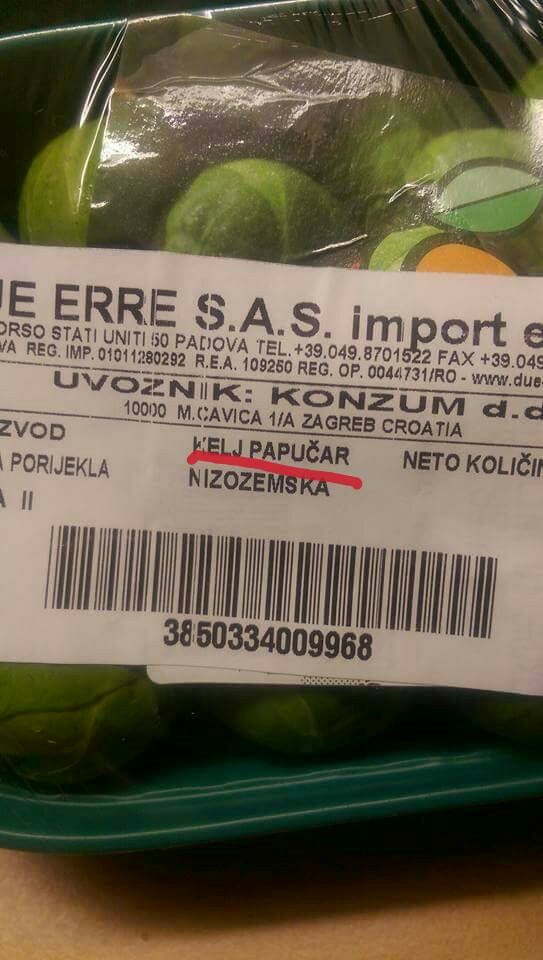 UE ERRE S.A.S. import e
ORSO STATI UNITI 50 PADOVA TEL.+39.049.8701522 FAX +39.049
VA REG. IMP. 01011280292 R.E.A. 109250 REG. OP. 0044731/RO - www.due-
UVOZNIK: KONZUM d.d
10000 M.CAVICA 1/A ZAGREB CROATIA
ZVOD KELJ PAPUČAR NETO KOLIČIN
A PORIJEKLA NIZOZEMSKA
A II
3850334009968